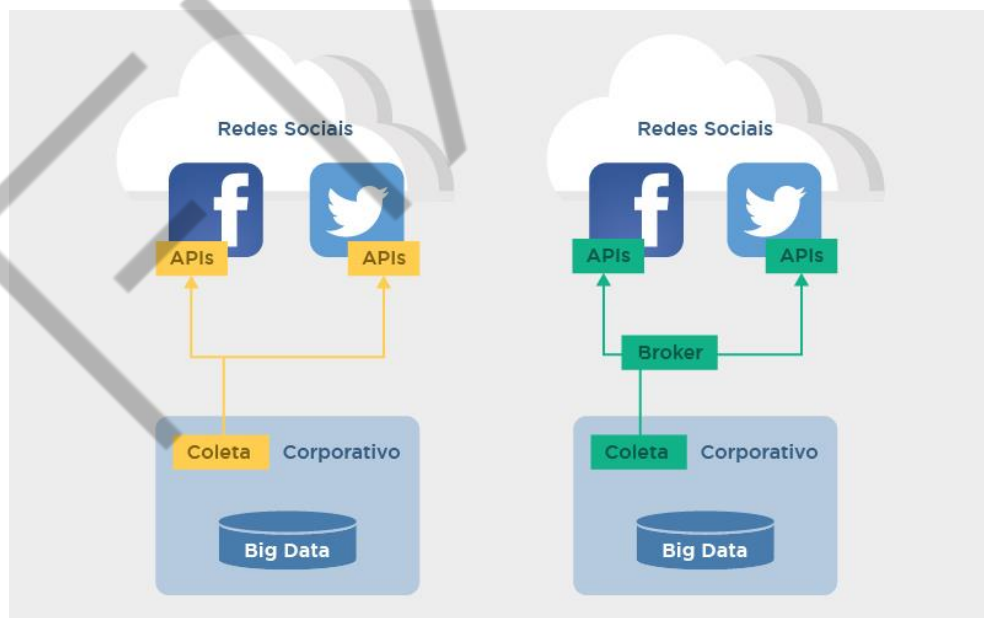 Redes Sociais
APIs
APIs
Coleta
Corporativo
Big Data
Redes Sociais
APIs
APIs
Broker
Coleta
Corporativo
Big Data